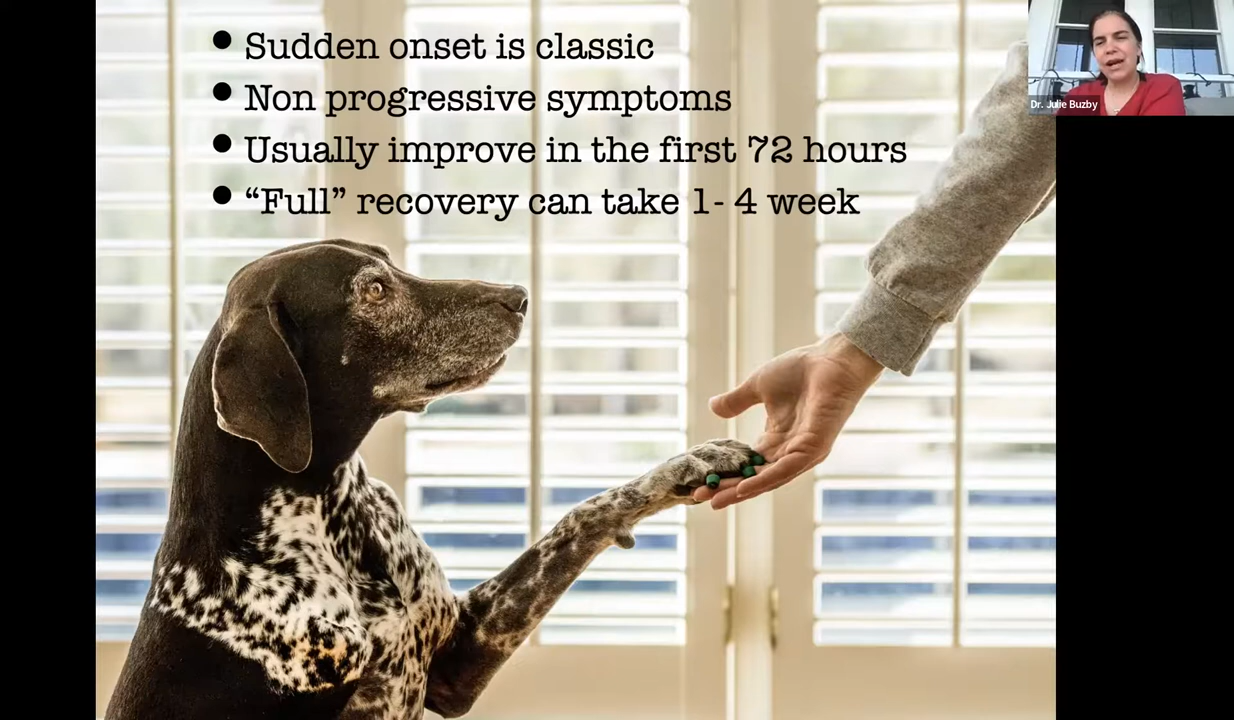 • Sudden onset is classic
• Non progressive symptoms
• Usually improve in the first 72 hours
• “Full” recovery can take 1- 4 week
Dr. Julie Buzby